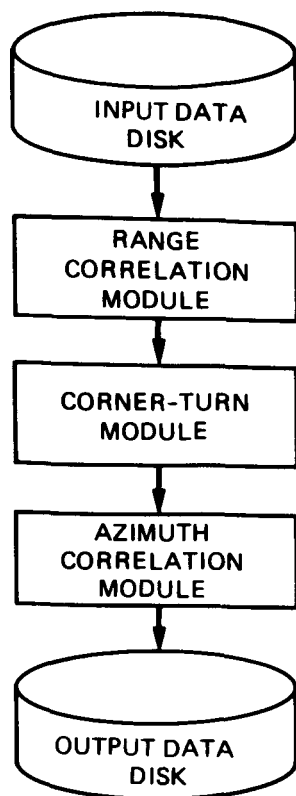 INPUT DATA
DISK
RANGE
CORRELATION
MODULE
CORNER-TURN
MODULE
AZIMUTH
CORRELATION
MODULE
OUTPUT DATA
DISK